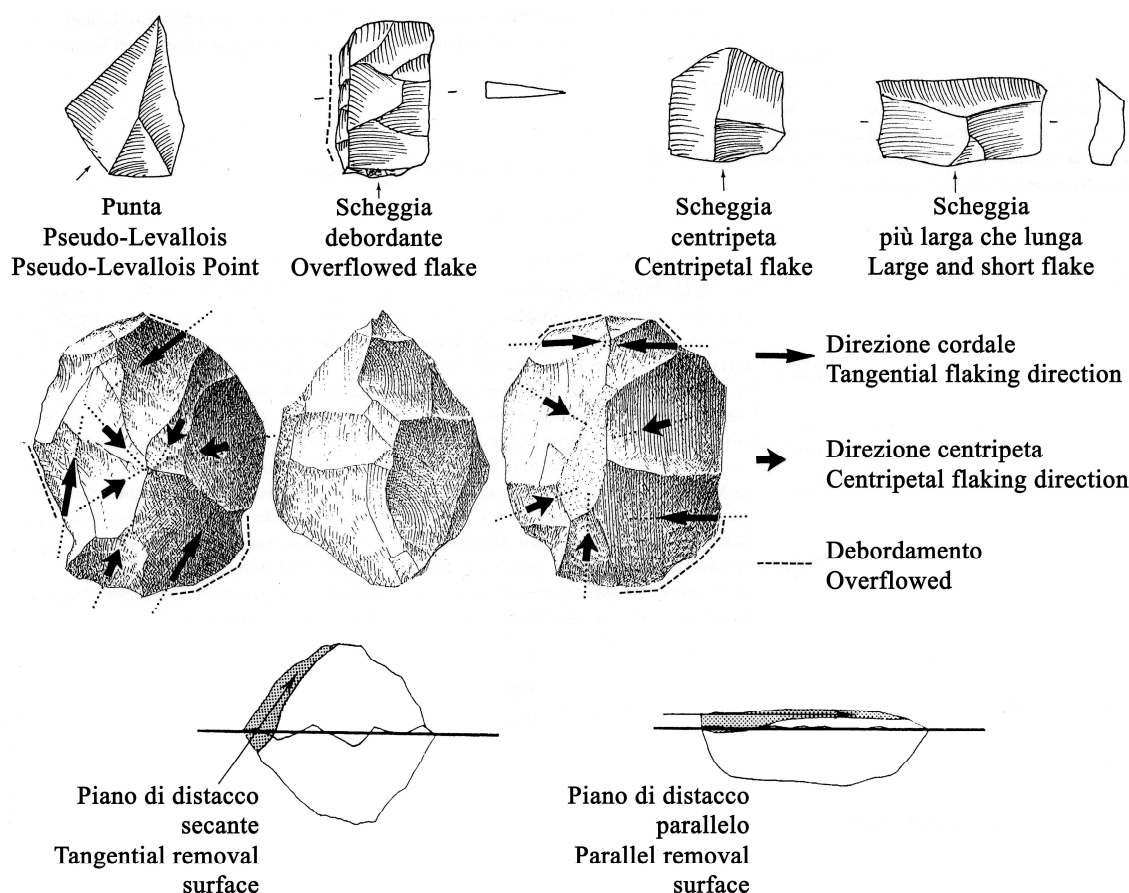 Punta
Pseudo-Levallois
Pseudo-Levallois Point
Scheggia
debordante
Overflowed flake
Scheggia
centripeta
Centripetal flake
Scheggia
più larga che lunga
Large and short flake
Direzione cordale
Tangential flaking direction
Direzione centripeta
Centripetal flaking direction
Debordamento
Overflowed
Piano di distacco
secante
Tangential removal
surface
Piano di distacco
parallelo
Parallel removal
surface